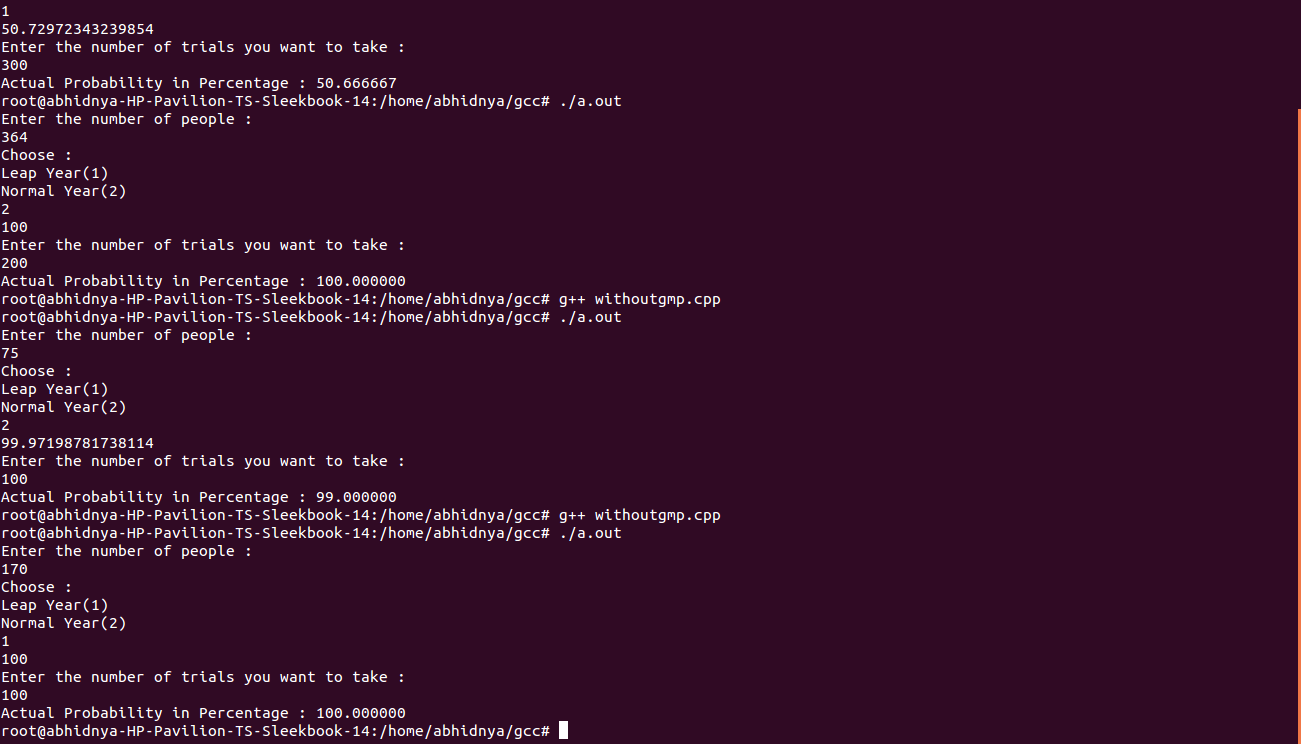 1
50.72972343239854
Enter the number of trials you want to take :
300
Actual Probability in Percentage : 50.666667
root@abhidnya-HP-Pavilion-TS-Sleekbook-14:/home/abhidnya/gcc# ./a.out
Enter the number of people :
364
Choose :
Leap Year(1)
Normal Year(2)
2
100
Enter the number of trials you want to take :
200
Actual Probability in Percentage : 100.000000
root@abhidnya-HP-Pavilion-TS-Sleekbook-14:/home/abhidnya/gcc# g++ withoutgmp.cpp
root@abhidnya-HP-Pavilion-TS-Sleekbook-14:/home/abhidnya/gcc# ./a.out
Enter the number of people :
75
Choose :
Leap Year(1)
Normal Year(2)
2
99.97198781738114
Enter the number of trials you want to take :
100
Actual Probability in Percentage : 99.000000
root@abhidnya-HP-Pavilion-TS-Sleekbook-14:/home/abhidnya/gcc# g++ withoutgmp.cpp
root@abhidnya-HP-Pavilion-TS-Sleekbook-14:/home/abhidnya/gcc# ./a.out
Enter the number of people :
170
Choose :
Leap Year(1)
Normal Year(2)
1
100
Enter the number of trials you want to take :
100
Actual Probability in Percentage : 100.000000
root@abhidnya-HP-Pavilion-TS-Sleekbook-14:/home/abhidnya/gcc#